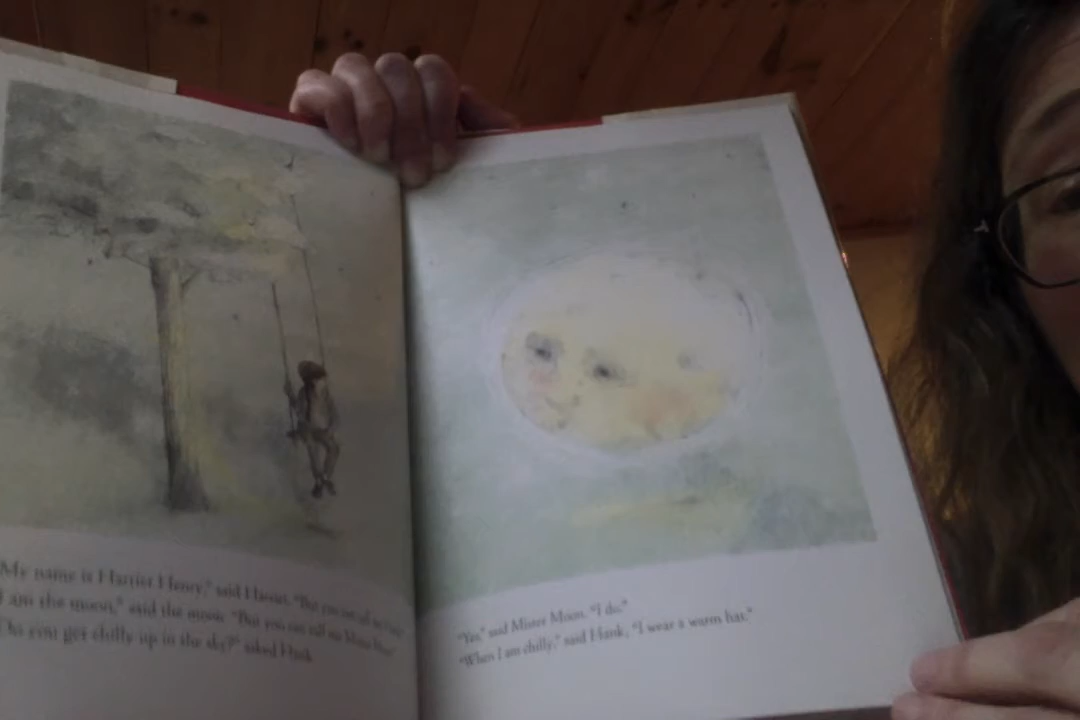 My name is Harriet Henry," said Harriet. "But you can call me Hank."
I am the moon," said the moon. "But you can call me Mister Moon."
Do you get chilly up in the sky?" asked Hank.
"Yes," said Mister Moon. "I do."
"When I am chilly," said Hank, "I wear a warm hat."